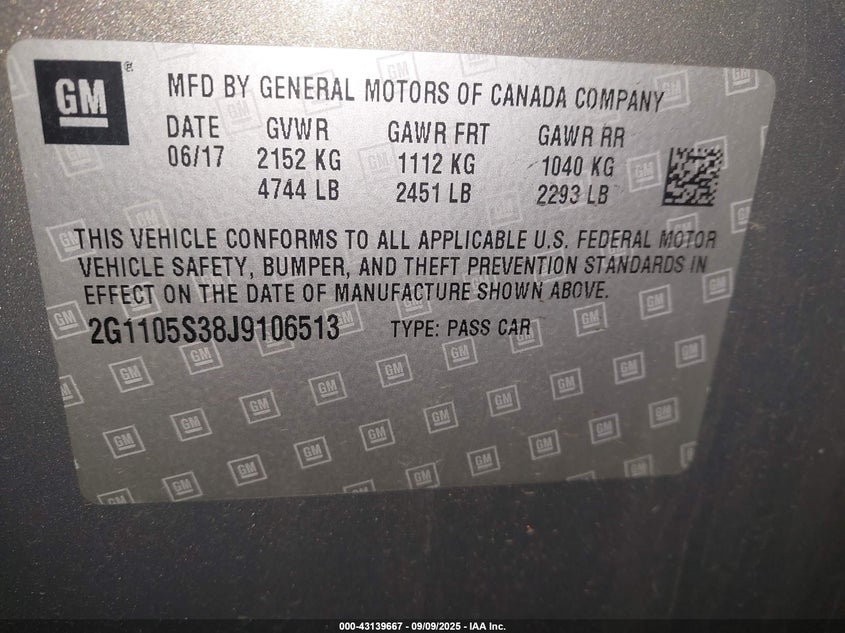 GM ®
MFD BY GENERAL MOTORS OF CANADA COMPANY
DATE GVWR GAWR FRT GAWR RR
06/17 2152 KG 1112 KG 1040 KG
4744 LB 2451 LB 2293 LB
THIS VEHICLE CONFORMS TO ALL APPLICABLE U.S. FEDERAL MOTOR
VEHICLE SAFETY, BUMPER, AND THEFT PREVENTION STANDARDS IN
EFFECT ON THE DATE OF MANUFACTURE SHOWN ABOVE.
2G1105S38J9106513 TYPE: PASS CAR
000-43139667 - 09/09/2025 - IAA Inc.